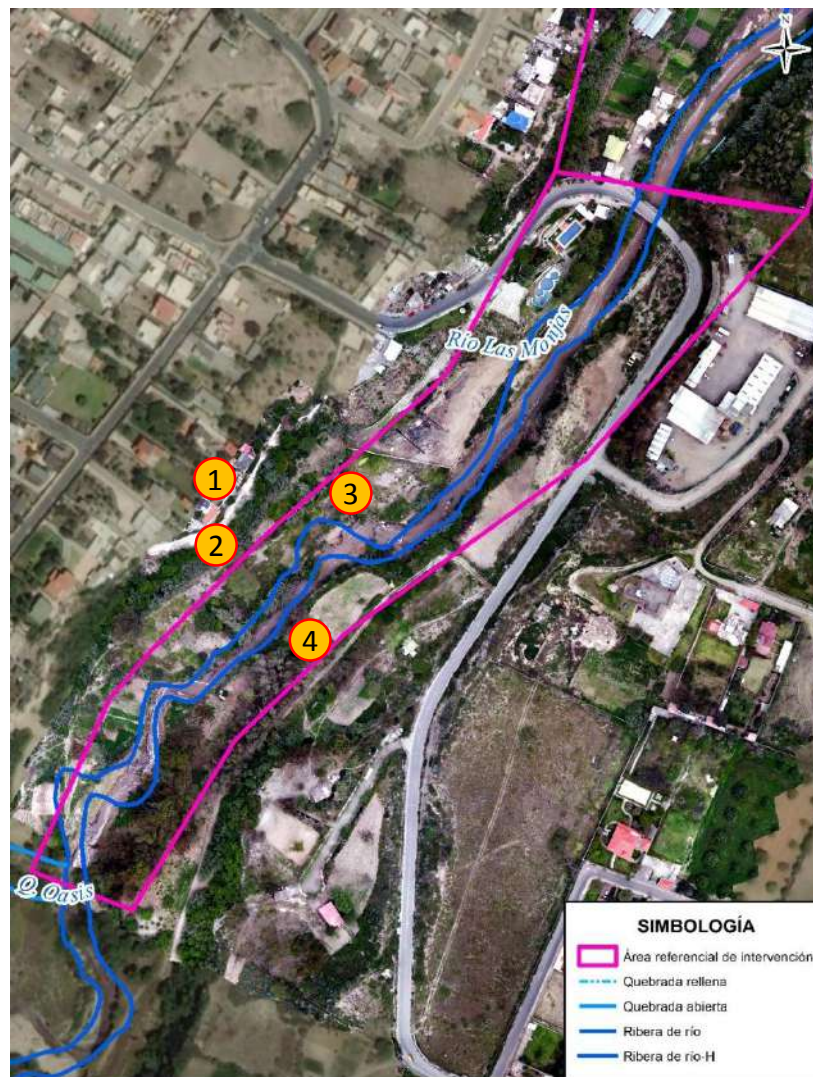 N
Río Las Monjas
1
2
3
4
Q. Oasis
SIMBOLOGÍA
Área referencial de intervención
Quebrada rellena
Quebrada abierta
Ribera de río
Ribera de río-H